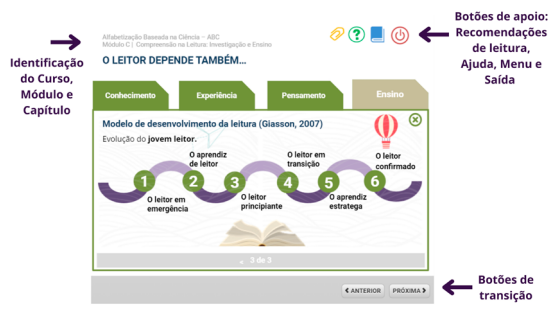 Identificação
do Curso,
Módulo e
Capítulo
Alfabetização Baseada na Ciência – ABC
Módulo C | Compreensão na Leitura: Investigação e Ensino
O LEITOR DEPENDE TAMBÉM...
Botões de apoio:
Recomendações
de leitura,
Ajuda, Menu e
Saída
Conhecimento
Experiência
Pensamento
Ensino
Modelo de desenvolvimento da leitura (Giasson, 2007)
Evolução do jovem leitor.
1
O leitor em
emergência
2
O aprendiz
de leitor
3
O leitor
principiante
4
O leitor em
transição
5
O aprendiz
estratega
6
O leitor
confirmado
3 de 3
ANTERIOR
PRÓXIMA
Botões de
transição